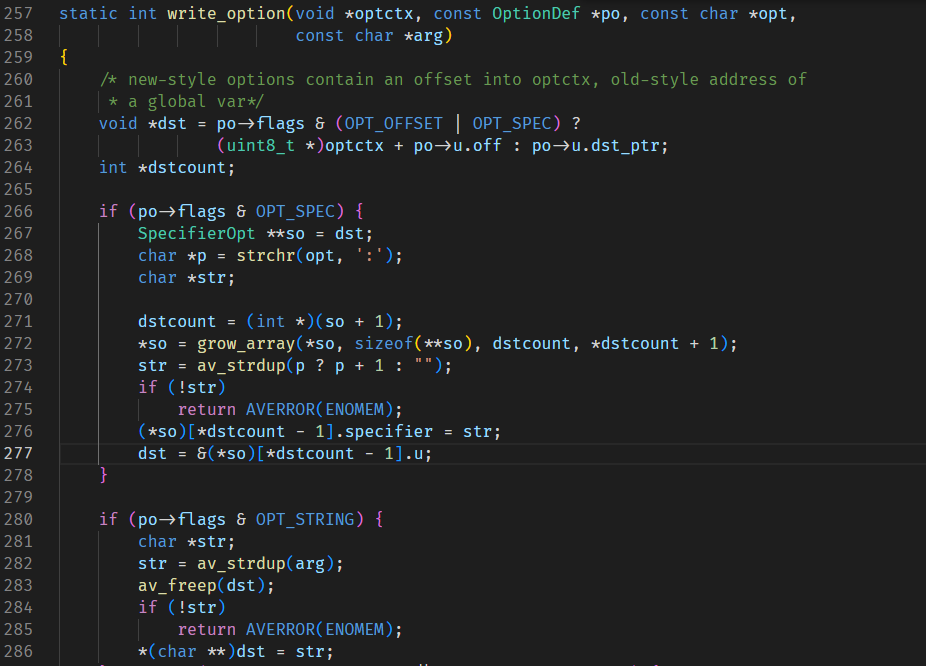 257 static int write_option(void *optctx, const OptionDef *po, const char *opt,
258                         const char *arg)
259 {
260     /* new-style options contain an offset into optctx, old-style address of
261      * a global var*/
262     void *dst = po->flags & (OPT_OFFSET | OPT_SPEC) ?
263                 (uint8_t *)optctx + po->u.off : po->u.dst_ptr;
264     int *dstcount;
265
266     if (po->flags & OPT_SPEC) {
267         SpecifierOpt **so = dst;
268         char *p = strchr(opt, ':');
269         char *str;
270
271         dstcount = (int *)(so + 1);
272         *so = grow_array(*so, sizeof(**so), dstcount, *dstcount + 1);
273         str = av_strdup(p ? p + 1 : "");
274         if (!str)
275             return AVERROR(ENOMEM);
276         (*so)[*dstcount - 1].specifier = str;
277         dst = &(*so)[*dstcount - 1].u;
278     }
279
280     if (po->flags & OPT_STRING) {
281         char *str;
282         str = av_strdup(arg);
283         av_freep(dst);
284         if (!str)
285             return AVERROR(ENOMEM);
286         *(char **)dst = str;